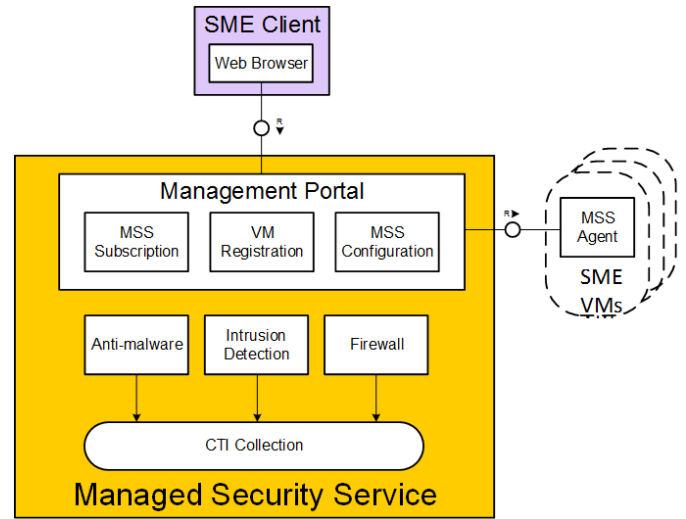 SME Client
Web Browser
R
Management Portal
MSS
Subscription
VM
Registration
MSS
Configuration
R
MSS
Agent
SME
VMs
Anti-malware
Intrusion
Detection
Firewall
CTI Collection
Managed Security Service